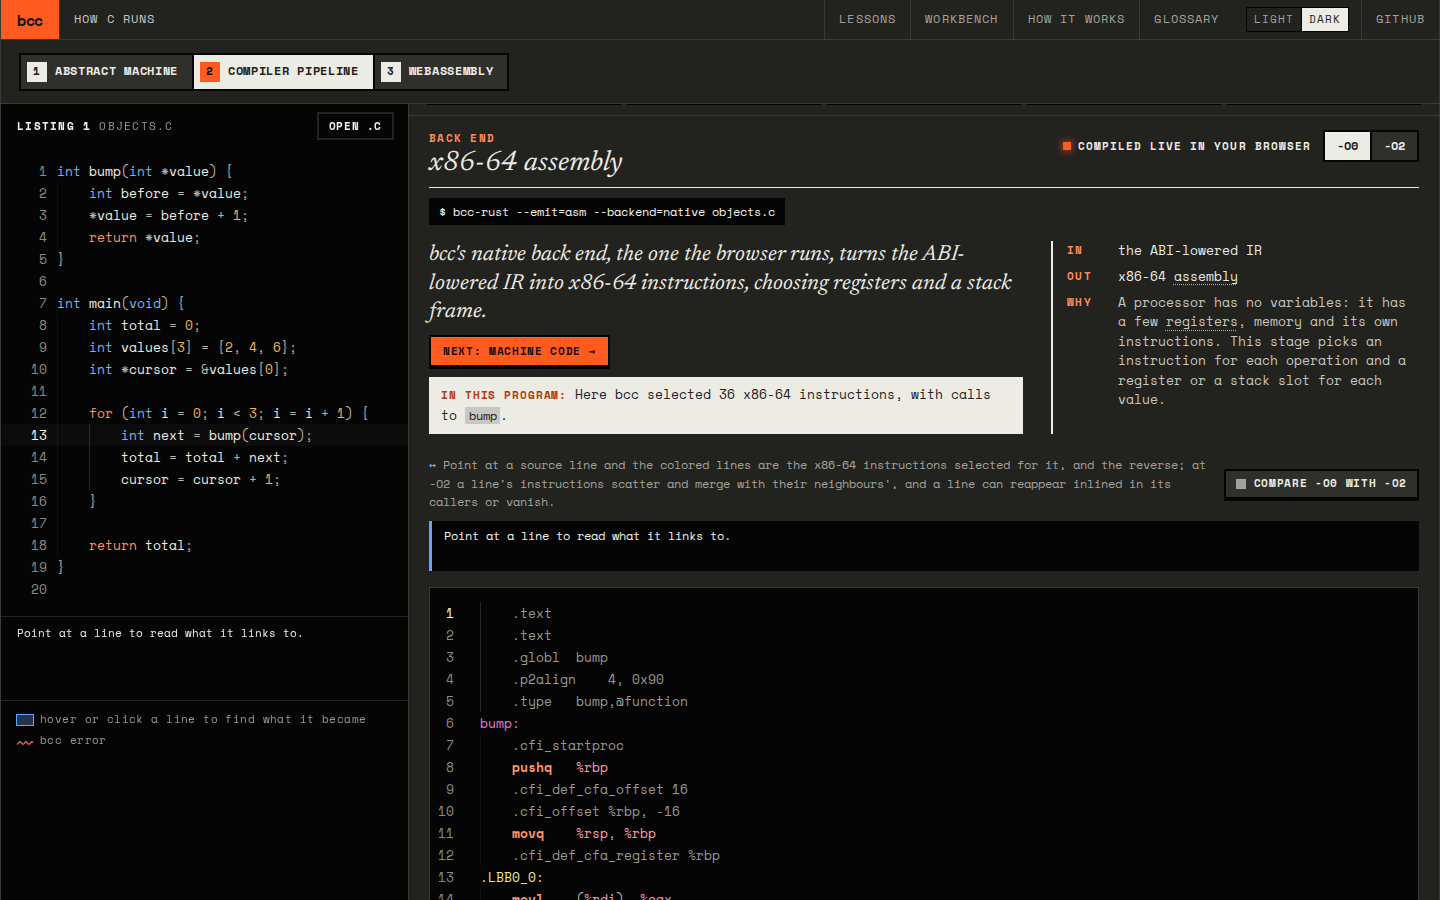 bcc HOW C RUNS LESSONS WORKBENCH HOW IT WORKS GLOSSARY LIGHT DARK GITHUB
1 ABSTRACT MACHINE 2 COMPILER PIPELINE 3 WEBASSEMBLY
LISTING 1 OBJECTS.C OPEN .C
1 int bump(int *value) {
2 int before = *value;
3 *value = before + 1;
4 return *value;
5 }
6
7 int main(void) {
8 int total = 0;
9 int values[3] = {2, 4, 6};
10 int *cursor = &values[0];
11
12 for (int i = 0; i < 3; i = i + 1) {
13 int next = bump(cursor);
14 total = total + next;
15 cursor = cursor + 1;
16 }
17
18 return total;
19 }
20
Point at a line to read what it links to.
hover or click a line to find what it became
bcc error
BACK END
x86-64 assembly
COMPILED LIVE IN YOUR BROWSER -O0 -O2
$ bcc-rust --emit=asm --backend=native objects.c
bcc's native back end, the one the browser runs, turns the ABI-
lowered IR into x86-64 instructions, choosing registers and a stack
frame.
NEXT: MACHINE CODE →
IN THIS PROGRAM: Here bcc selected 36 x86-64 instructions, with calls
to bump.
IN the ABI-lowered IR
OUT x86-64 assembly
WHY A processor has no variables: it has
a few registers, memory and its own
instructions. This stage picks an
instruction for each operation and a
register or a stack slot for each
value.
↔ Point at a source line and the colored lines are the x86-64 instructions selected for it, and the reverse; at
-O2 a line's instructions scatter and merge with their neighbours', and a line can reappear inlined in its
callers or vanish.
COMPARE -O0 WITH -O2
Point at a line to read what it links to.
1 .text
2 .text
3 .globl bump
4 .p2align 4, 0x90
5 .type bump,@function
6 bump:
7 .cfi_startproc
8 pushq %rbp
9 .cfi_def_cfa_offset 16
10 .cfi_offset %rbp, -16
11 movq %rsp, %rbp
12 .cfi_def_cfa_register %rbp
13 .LBB0_0:
14 movl (%rdi), %eax